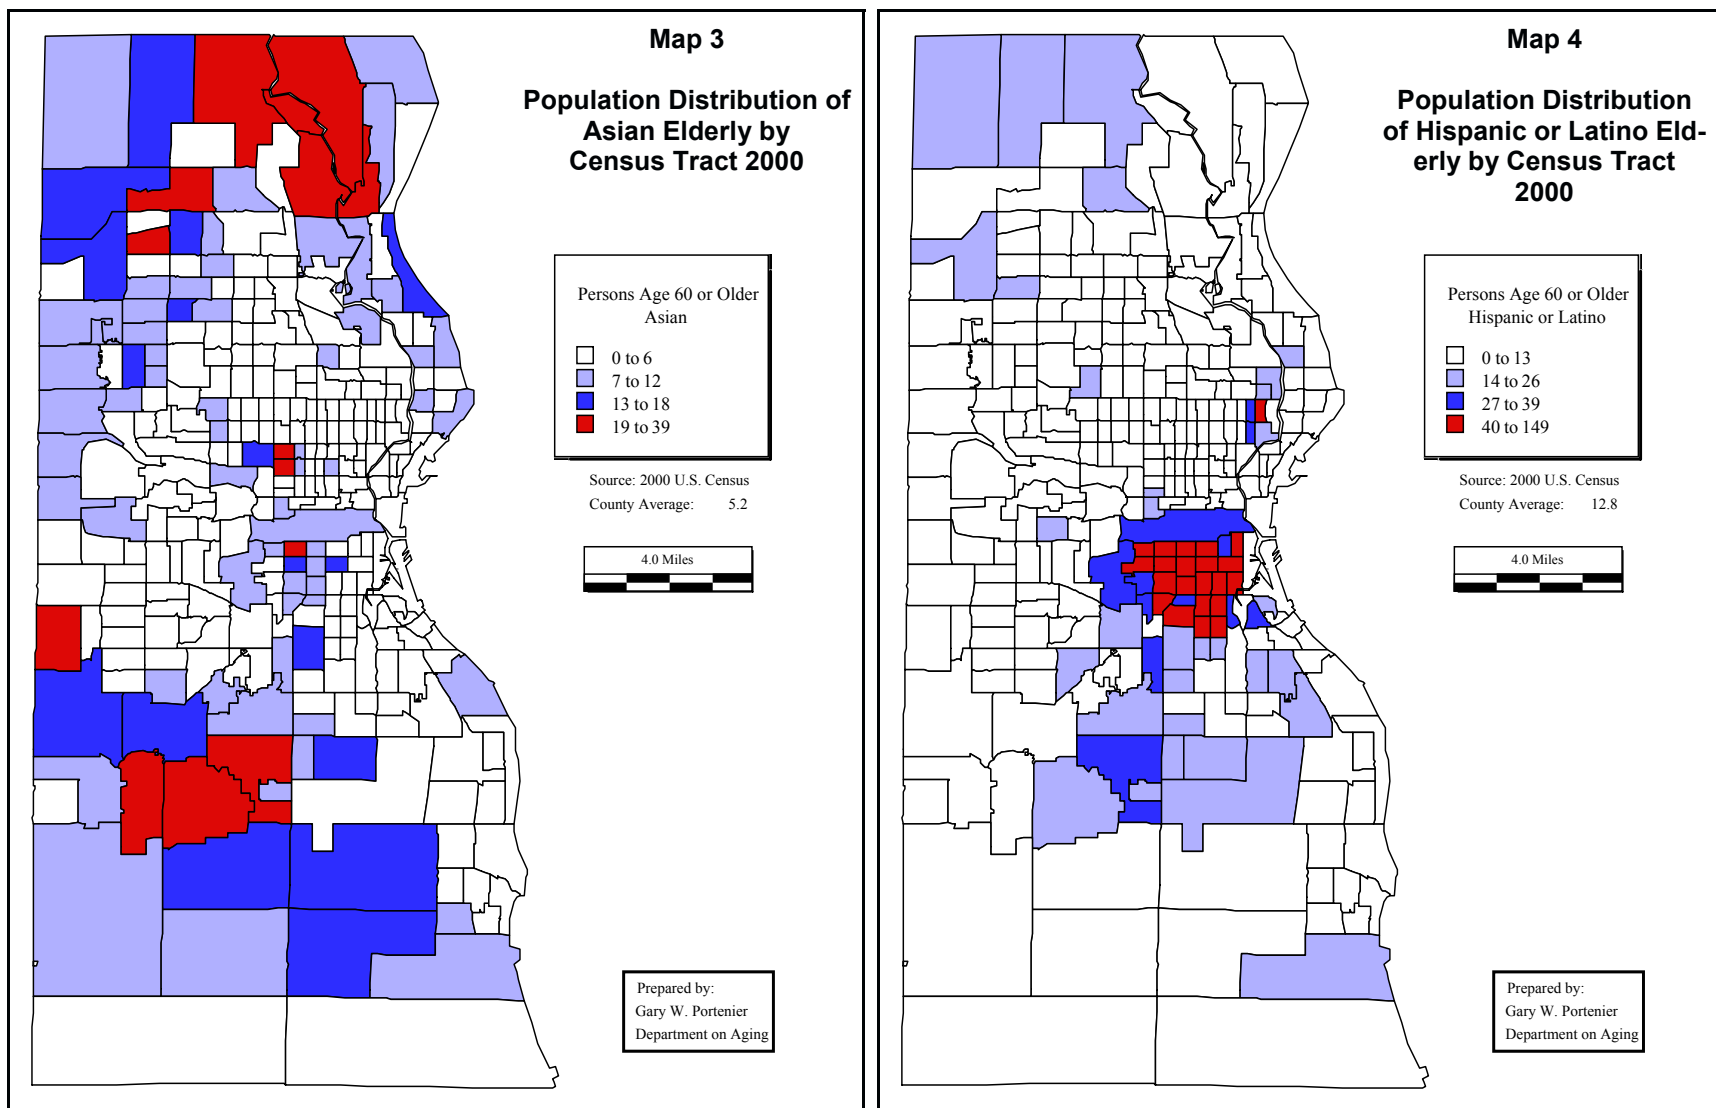 Map 3
Population Distribution of
Asian Elderly by
Census Tract 2000
Persons Age 60 or Older
Asian
0 to 6
7 to 12
13 to 18
19 to 39
Source: 2000 U.S. Census
County Average: 5.2
4.0 Miles
Prepared by:
Gary W. Portenier
Department on Aging
Map 4
Population Distribution
of Hispanic or Latino Eld-
erly by Census Tract
2000
Persons Age 60 or Older
Hispanic or Latino
0 to 13
14 to 26
27 to 39
40 to 149
Source: 2000 U.S. Census
County Average: 12.8
4.0 Miles
Prepared by:
Gary W. Portenier
Department on Aging